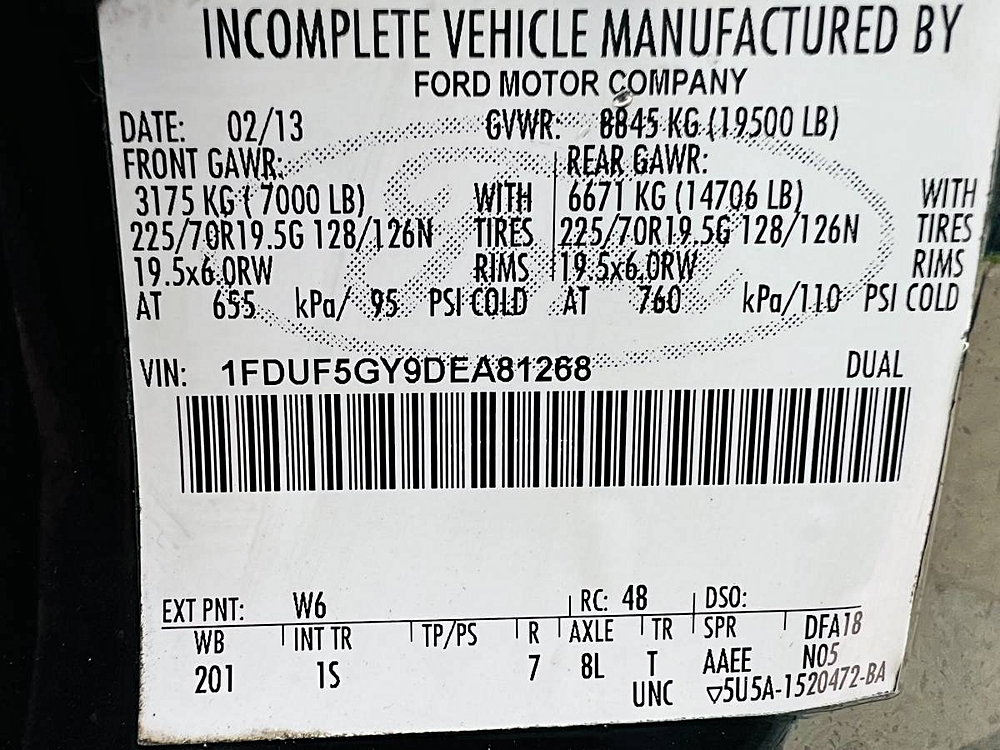 INCOMPLETE VEHICLE MANUFACTURED BY
FORD MOTOR COMPANY
DATE: 02/13 GVWR: 8845 KG (19500 LB)
FRONT GAWR: REAR GAWR:
3175 KG ( 7000 LB) WITH 6671 KG (14706 LB) WITH
225/70R19.5G 128/126N TIRES 225/70R19.5G 128/126N TIRES
19.5x6.0RW RIMS 19.5x6.0RW RIMS
AT 655 kPa/ 95 PSI COLD AT 760 kPa/110 PSI COLD
VIN: 1FDUF5GY9DEA81268 DUAL
EXT PNT: W6 RC: 48 DSO:
WB INT TR TP/PS R AXLE TR SPR DFA18
201 1S 7 8L T AAEE N05
UNC ▽5U5A-1520472-BA